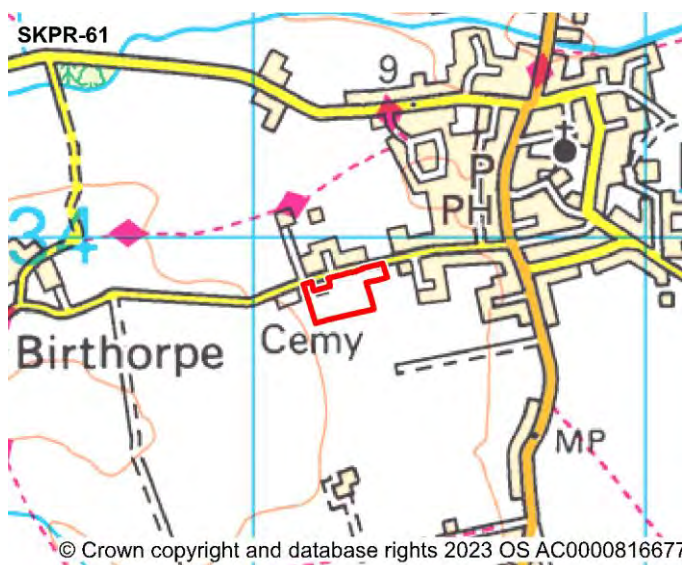 SKPR-61
9
P
PH
34
Birthorpe
Cemy
MP
© Crown copyright and database rights 2023 OS AC0000816677